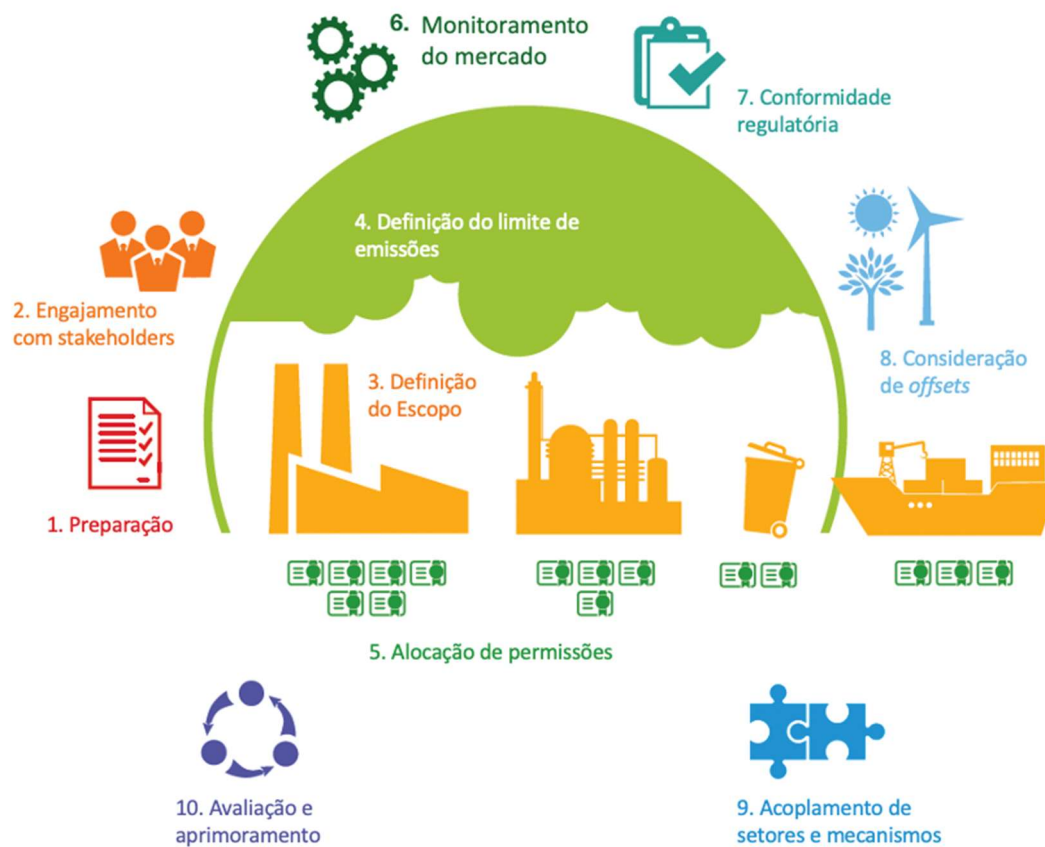 6. Monitoramento
do mercado
7. Conformidade
regulatória
4. Definição do limite de
emissões
2. Engajamento
com stakeholders
3. Definição
do Escopo
8. Consideração
de offsets
1. Preparação
5. Alocação de permissões
10. Avaliação e
aprimoramento
9. Acoplamento de
setores e mecanismos